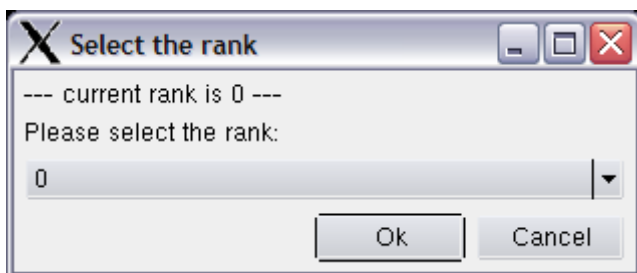 Select the rank
--- current rank is 0 ---
Please select the rank:
0
Ok Cancel